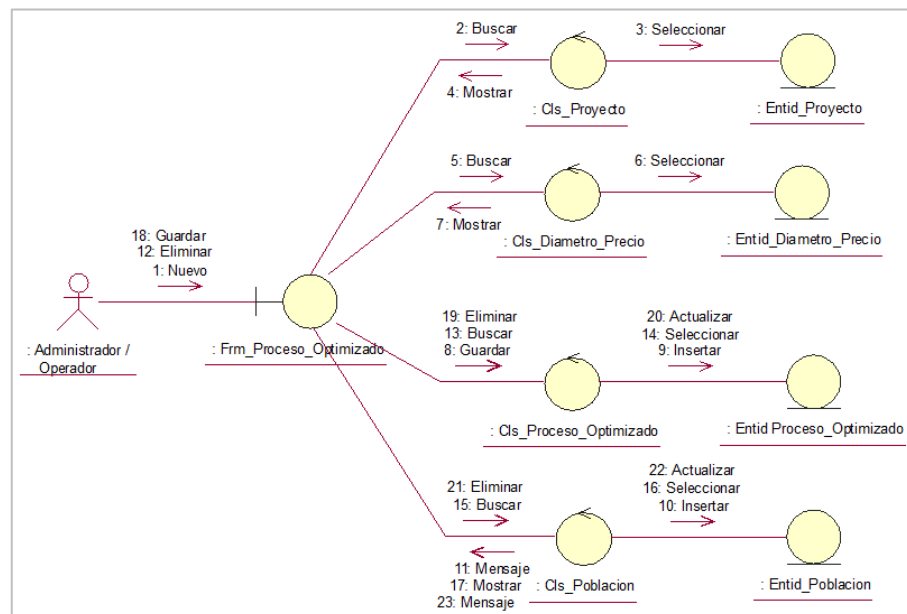 2: Buscar
3: Seleccionar
4: Mostrar
: Cls_Proyecto
: Entid_Proyecto
5: Buscar
6: Seleccionar
7: Mostrar
: Cls_Diametro_Precio
: Entid_Diametro_Precio
18: Guardar
12: Eliminar
1: Nuevo
: Administrador /
Operador
: Frm_Proceso_Optimizado
19: Eliminar
13: Buscar
8: Guardar
20: Actualizar
14: Seleccionar
9: Insertar
: Cls_Proceso_Optimizado
: Entid Proceso_Optimizado
21: Eliminar
15: Buscar
22: Actualizar
16: Seleccionar
10: Insertar
11: Mensaje
17: Mostrar
23: Mensaje
: Cls_Poblacion
: Entid_Poblacion